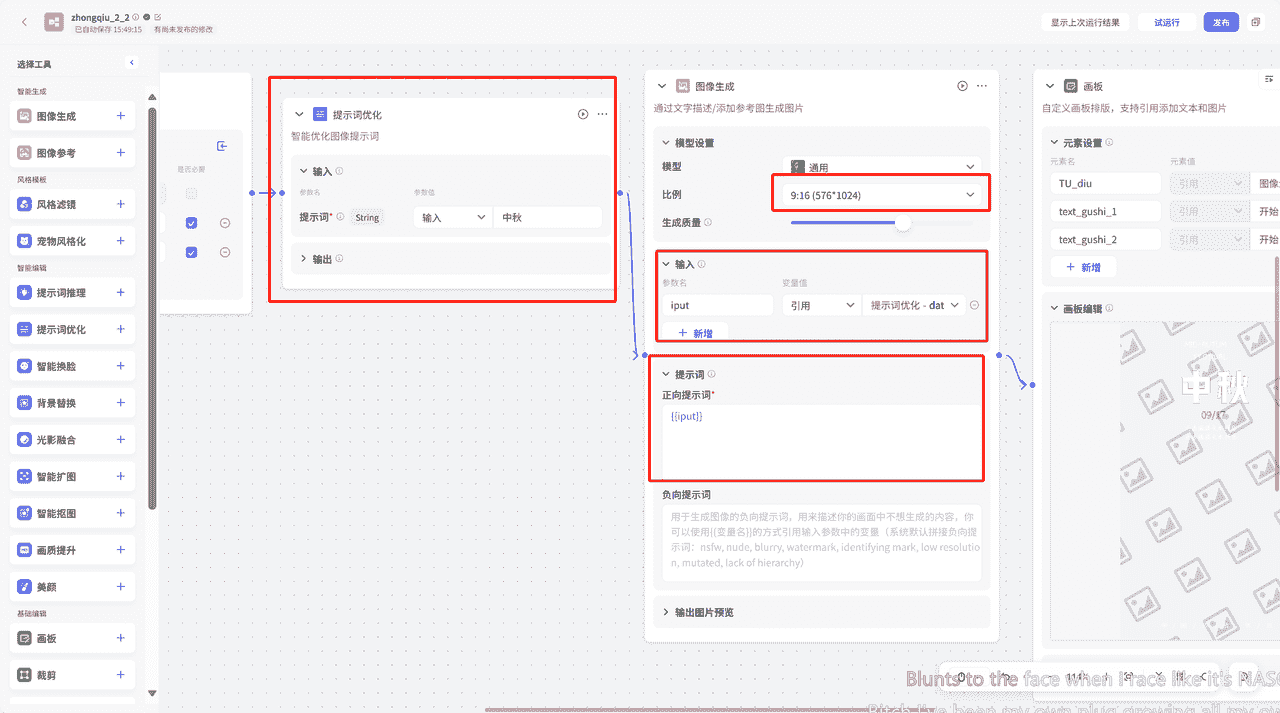 zhongqiu_2_2
已自动保存 15:49:15 有尚未发布的修改
显示上次运行结果
试运行
发布
选择工具
智能生成
图像生成
图像参考
风格模板
风格滤镜
宠物风格化
智能编辑
提示词推理
提示词优化
智能换脸
背景替换
光影融合
智能扩图
智能抠图
画质提升
美颜
基础编辑
画板
裁剪
是否必需
提示词优化
智能优化图像提示词
输入
参数名 参数值
提示词* String 输入 中秋
输出
图像生成
通过文字描述/添加参考图生成图片
模型设置
模型 通用
比例 9:16 (576*1024)
生成质量
输入
参数名 变量值
iput 引用 提示词优化 - dat
新增
提示词
正向提示词*
{{iput}}
负向提示词
用于生成图像的负向提示词，用来描述你的画面中不想生成的内容，你
可以使用{{变量名}}的方式引用输入参数中的变量（系统默认拼接负向提
示词：nsfw, nude, blurry, watermark, identifying mark, low resolutio
n, mutated, lack of hierarchy）
输出图片预览
画板
自定义画板排版，支持引用添加文本和图片
元素设置
元素名 元素值
TU_diu 引用 图像
text_gushi_1 引用 开始
text_gushi_2 引用 开始
新增
画板编辑
中秋
09/17
Blunts to the face when I race like it's NASC